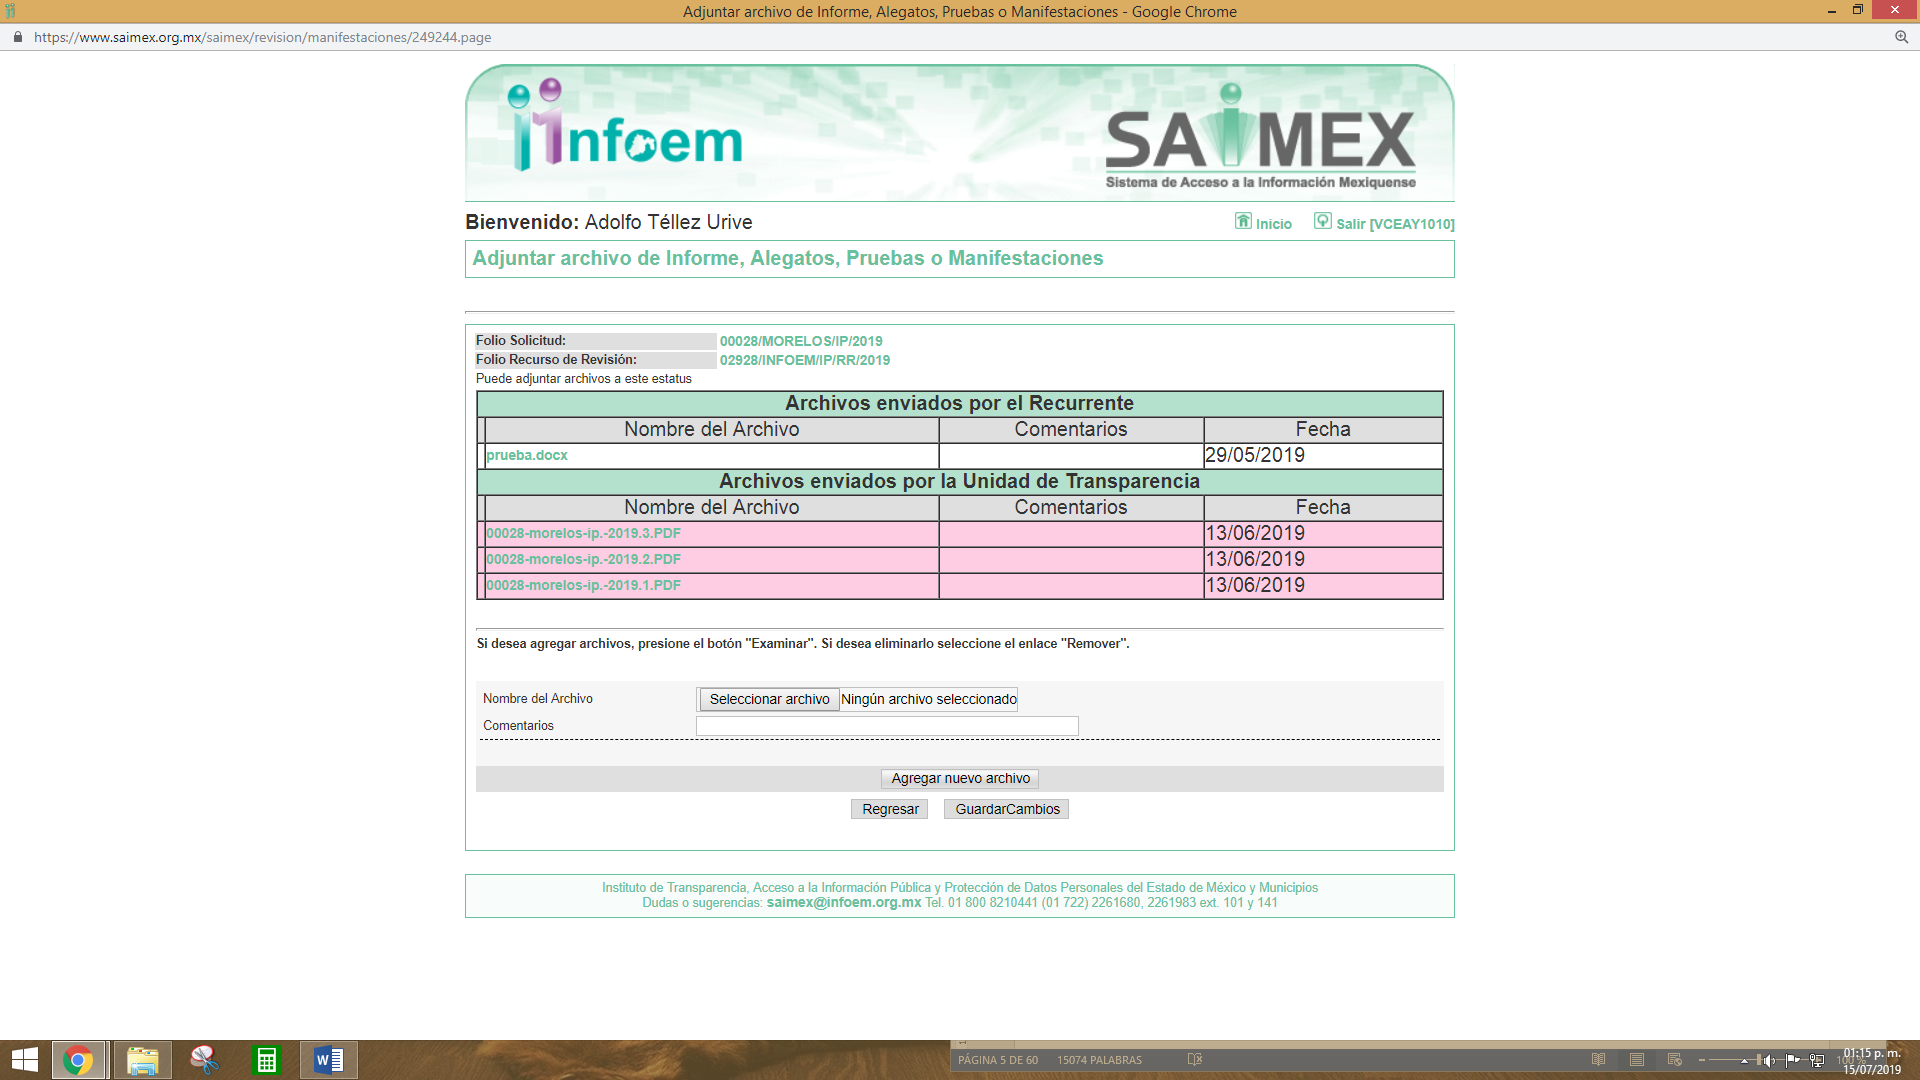 Adjuntar archivo de Informe, Alegatos, Pruebas o Manifestaciones - Google Chrome
https://www.saimex.org.mx/saimex/revision/manifestaciones/249244.page
infoem
SAIMEX
Sistema de Acceso a la Información Mexiquense
Bienvenido: Adolfo Téllez Urive
Inicio
Salir [VCEAY1010]
Adjuntar archivo de Informe, Alegatos, Pruebas o Manifestaciones
Folio Solicitud: 00028/MORELOS/IP/2019
Folio Recurso de Revisión: 02928/INFOEM/IP/RR/2019
Puede adjuntar archivos a este estatus
Archivos enviados por el Recurrente
Nombre del Archivo Comentarios Fecha
prueba.docx 29/05/2019
Archivos enviados por la Unidad de Transparencia
Nombre del Archivo Comentarios Fecha
00028-morelos-ip.-2019.3.PDF 13/06/2019
00028-morelos-ip.-2019.2.PDF 13/06/2019
00028-morelos-ip.-2019.1.PDF 13/06/2019
Si desea agregar archivos, presione el botón "Examinar". Si desea eliminarlo seleccione el enlace "Remover".
Nombre del Archivo Seleccionar archivo Ningún archivo seleccionado
Comentarios
Agregar nuevo archivo
Regresar GuardarCambios
Instituto de Transparencia, Acceso a la Información Pública y Protección de Datos Personales del Estado de México y Municipios
Dudas o sugerencias: saimex@infoem.org.mx Tel. 01 800 8210441 (01 722) 2261680, 2261983 ext. 101 y 141
PÁGINA 5 DE 60 15074 PALABRAS
01:15 p. m.
15/07/2019